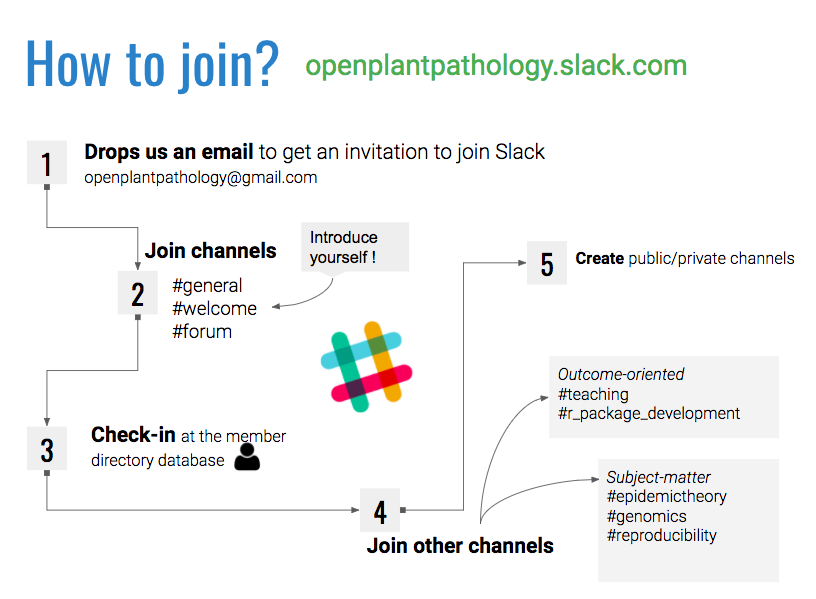 How to join?
openplantpathology.slack.com
1
Drops us an email to get an invitation to join Slack
openplantpathology@gmail.com
Join channels
2
#general
#welcome
#forum
Introduce
yourself !
3
Check-in at the member
directory database
4
Join other channels
5
Create public/private channels
Outcome-oriented
#teaching
#r_package_development
Subject-matter
#epidemictheory
#genomics
#reproducibility